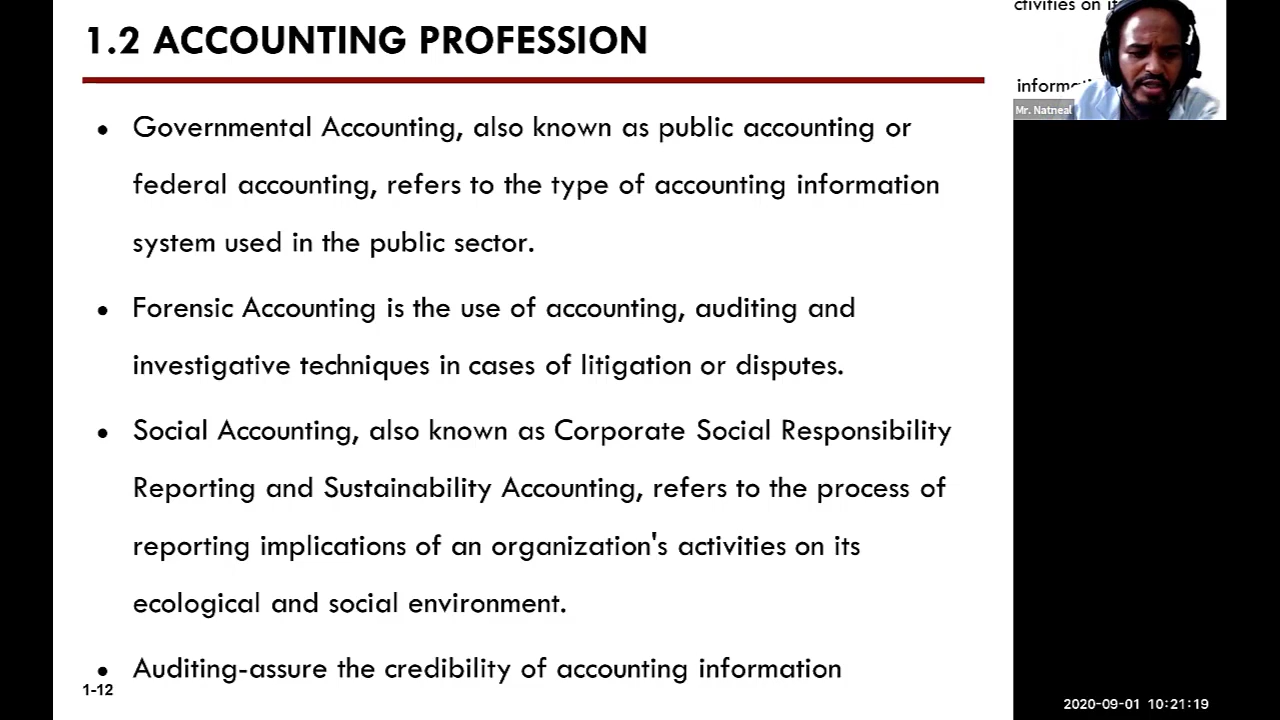 1.2 ACCOUNTING PROFESSION
• Governmental Accounting, also known as public accounting or
federal accounting, refers to the type of accounting information
system used in the public sector.
• Forensic Accounting is the use of accounting, auditing and
investigative techniques in cases of litigation or disputes.
• Social Accounting, also known as Corporate Social Responsibility
Reporting and Sustainability Accounting, refers to the process of
reporting implications of an organization's activities on its
ecological and social environment.
• Auditing-assure the credibility of accounting information
1-12
Mr. Natneal
2020-09-01 10:21:19